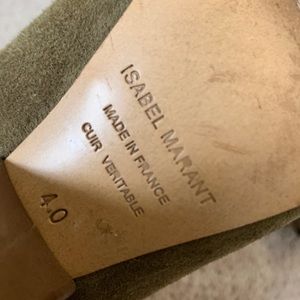 ISABEL MARANT
MADE IN FRANCE
CUIR VERITABLE
40